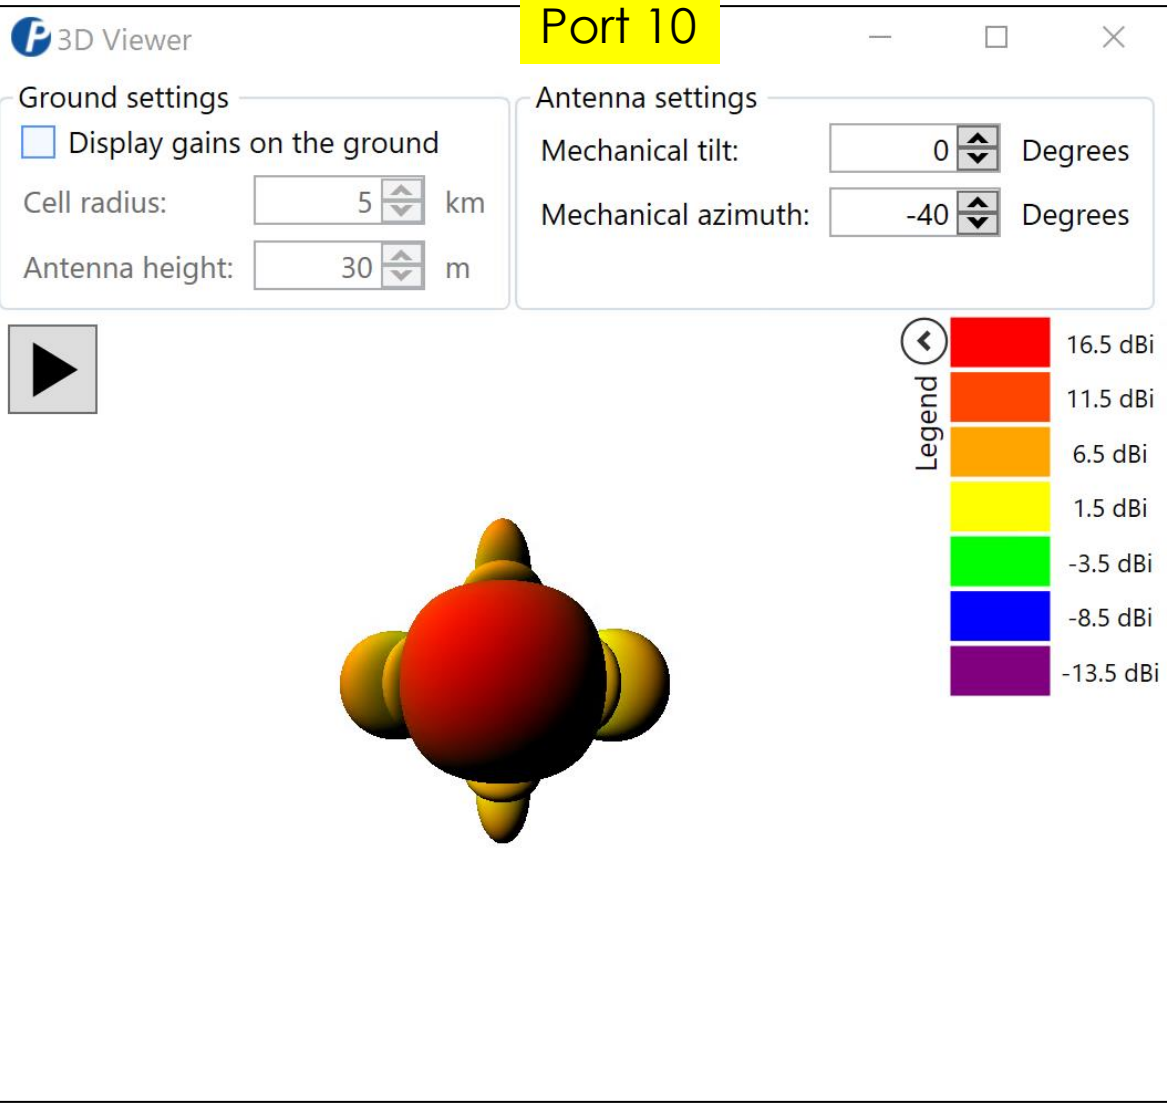 Port 10
3D Viewer
Ground settings
Display gains on the ground
Cell radius: 5 km
Antenna height: 30 m
Antenna settings
Mechanical tilt: 0 Degrees
Mechanical azimuth: -40 Degrees
Legend
16.5 dBi
11.5 dBi
6.5 dBi
1.5 dBi
-3.5 dBi
-8.5 dBi
-13.5 dBi